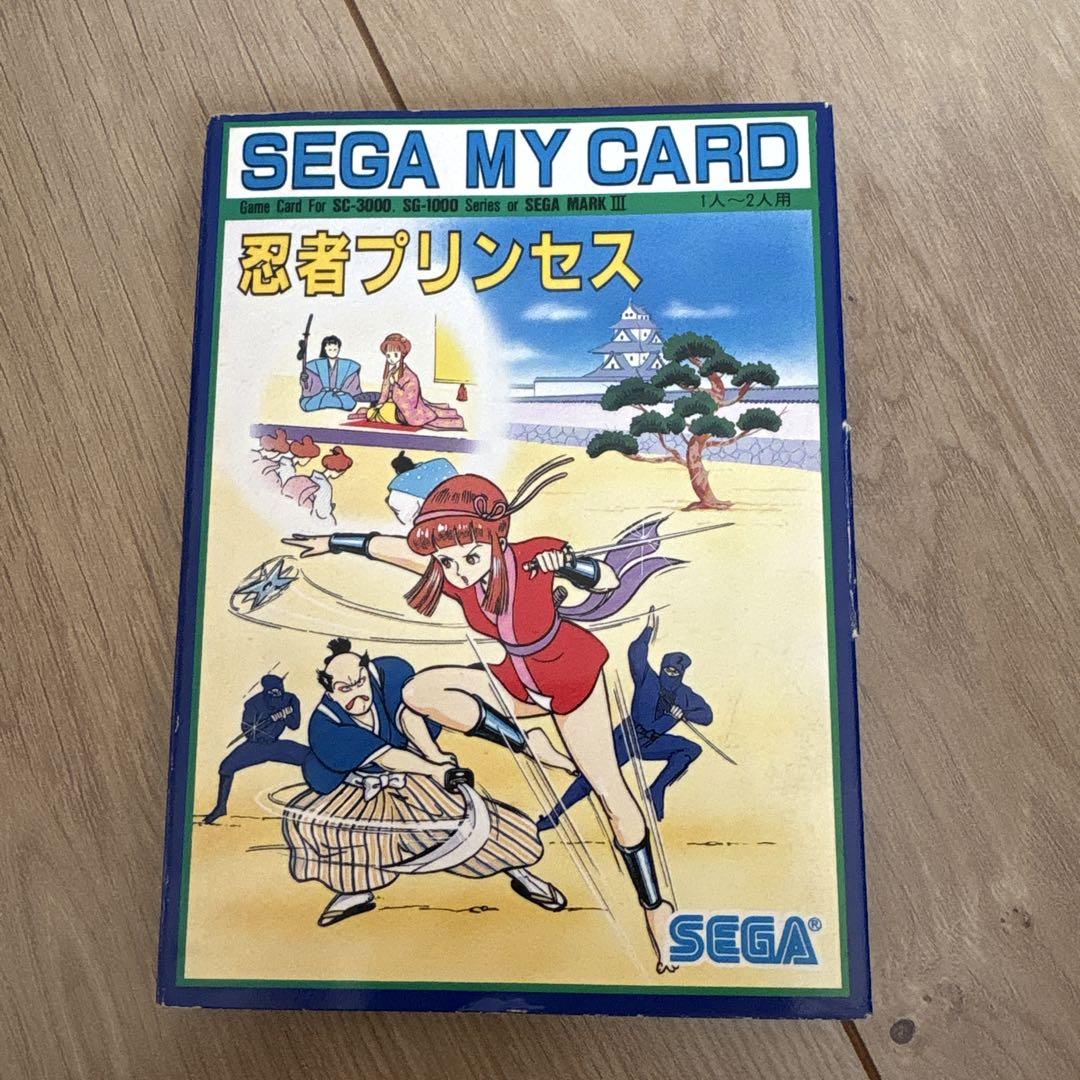 SEGA MY CARD
Game Card For SC-3000, SG-1000 Series or SEGA MARK III
1人~2人用
忍者プリンセス
SEGA®